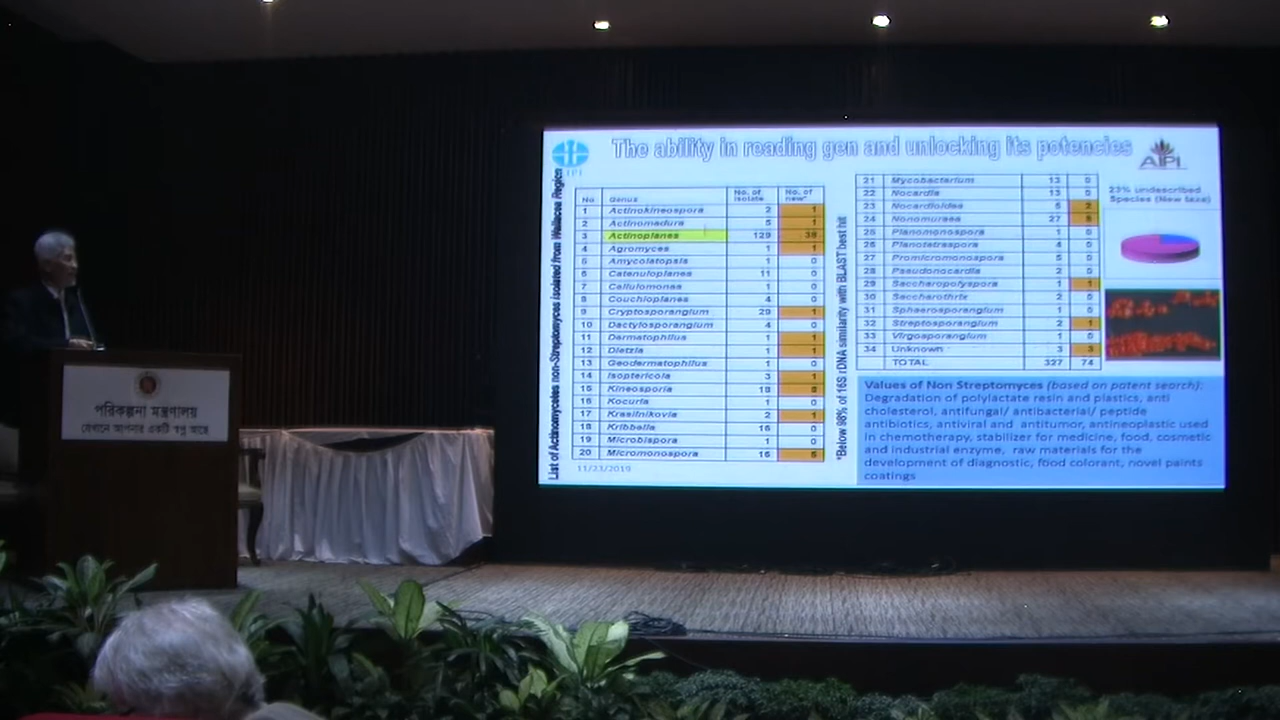 The ability in reading gen and unlocking its potencies
AIPI
List of Actinomycetes non-Streptomyces isolated from Wallacea Region
No Genus No. of isolate No. of new*
1 Actinokineospora 2 1
2 Actinomadura 5 1
3 Actinoplanes 129 38
4 Agromyces 1 1
5 Amycolatopsis 1 0
6 Catenuloplanes 11 0
7 Cellulomonas 1 0
8 Couchioplanes 4 0
9 Cryptosporangium 29 1
10 Dactylosporangium 4 0
11 Dermatophilus 1 1
12 Dietzia 1 1
13 Geodermatophilus 1 0
14 Isoptericola 3 1
15 Kineosporia 18
16 Kocuria 1 0
17 Krasilnikovia 2 1
18 Kribbella 16 0
19 Microbispora 1 0
20 Micromonospora 16 5
11/23/2019
*Below 98% of 16S rDNA similarity with BLAST best hit
21 Mycobacterium 13 0
22 Nocardia 13 0
23 Nocardioides 5 2
24 Nonomuraea 27 8
25 Planomonospora 1 0
26 Planotetraspora 4 0
27 Promicromonospora 5 0
28 Pseudonocardia 2 0
29 Saccharopolyspora 1 1
30 Saccharothrix 2 0
31 Sphaerosporangium 1 0
32 Streptosporangium 2 1
33 Virgosporangium 1 0
34 Unknown 3 3
TOTAL 327 74
23% undescribed
Species (New taxa)
Values of Non Streptomyces (based on patent search):
Degradation of polylactate resin and plastics, anti
cholesterol, antifungal/ antibacterial/ peptide
antibiotics, antiviral and antitumor, antineoplastic used
in chemotherapy, stabilizer for medicine, food, cosmetic
and industrial enzyme, raw materials for the
development of diagnostic, food colorant, novel paints
coatings
পরিকল্পনা মন্ত্রণালয়
যেখানে আপনার একটি স্বপ্ন আছে